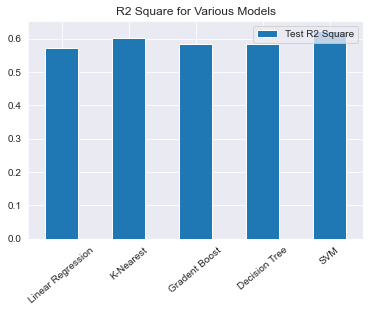 R2 Square for Various Models
Test R2 Square
0.6
0.5
0.4
0.3
0.2
0.1
0.0
Linear Regression
K-Nearest
Gradent Boost
Decision Tree
SVM